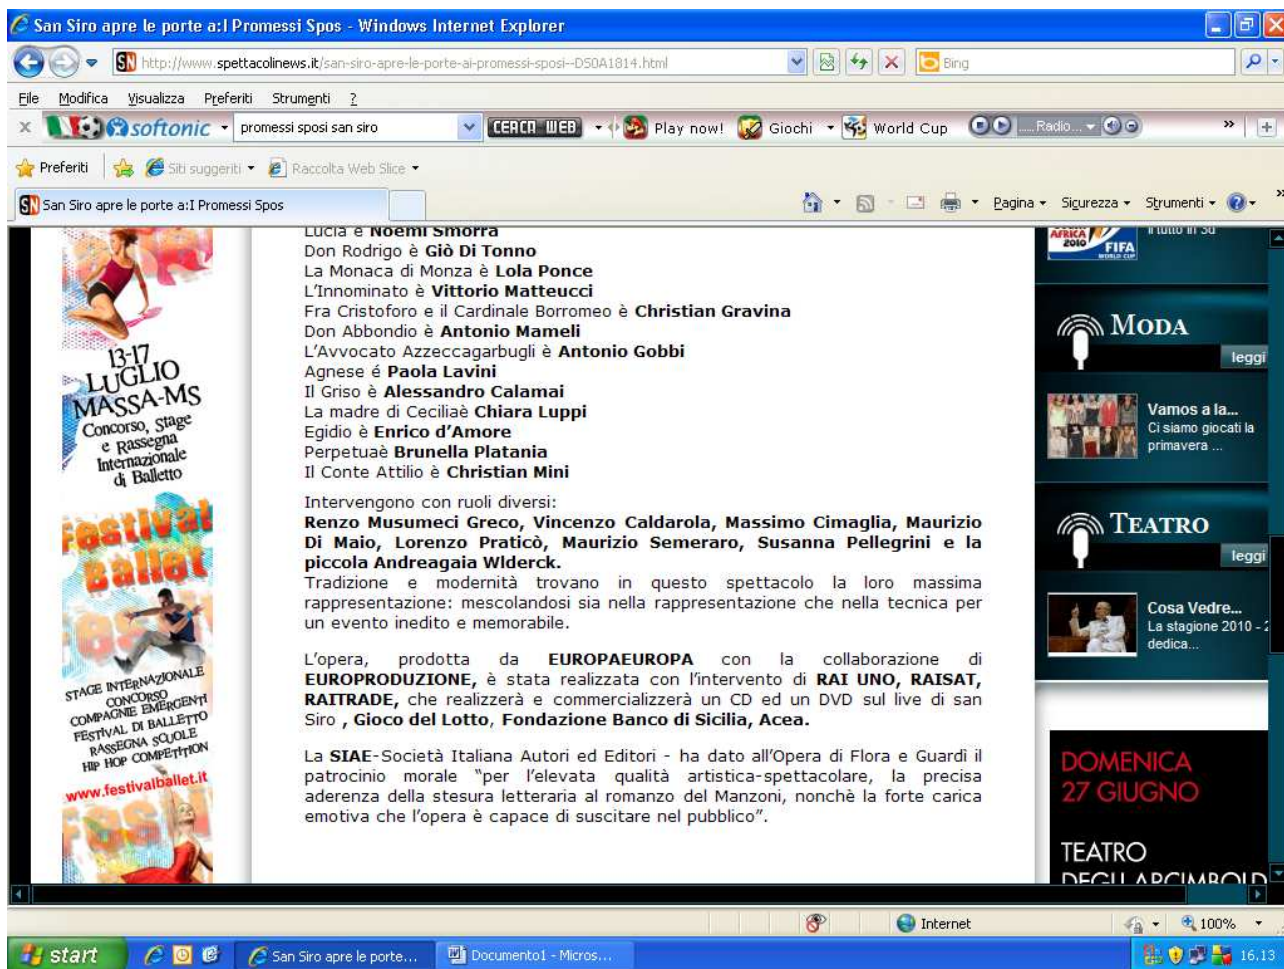 San Siro apre le porte a:I Promessi Spos - Windows Internet Explorer
http://www.spettacolinews.it/san-siro-apre-le-porte-ai-promessi-sposi--DS0A1814.html
Bing
File Modifica Visualizza Preferiti Strumenti ?
softonic promessi sposi san siro CERCA WEB Play now! Giochi World Cup .....Radio... »
Preferiti Siti suggeriti Raccolta Web Slice
San Siro apre le porte a:I Promessi Spos Pagina Sicurezza Strumenti »
Lucia è Noemi Smorra
Don Rodrigo è Giò Di Tonno
La Monaca di Monza è Lola Ponce
L'Innominato è Vittorio Matteucci
Fra Cristoforo e il Cardinale Borromeo è Christian Gravina
Don Abbondio è Antonio Mameli
L'Avvocato Azzeccagarbugli è Antonio Gobbi
Agnese é Paola Lavini
Il Griso è Alessandro Calamai
La madre di Ceciliaè Chiara Luppi
Egidio è Enrico d'Amore
Perpetuaè Brunella Platania
Il Conte Attilio è Christian Mini
Intervengono con ruoli diversi:
Renzo Musumeci Greco, Vincenzo Caldarola, Massimo Cimaglia, Maurizio
Di Maio, Lorenzo Praticò, Maurizio Semeraro, Susanna Pellegrini e la
piccola Andreagaia Wlderck.
Tradizione e modernità trovano in questo spettacolo la loro massima
rappresentazione: mescolandosi sia nella rappresentazione che nella tecnica per
un evento inedito e memorabile.
L'opera, prodotta da EUROPAEUROPA con la collaborazione di
EUROPRODUZIONE, è stata realizzata con l'intervento di RAI UNO, RAISAT,
RAITRADE, che realizzerà e commercializzerà un CD ed un DVD sul live di san
Siro , Gioco del Lotto, Fondazione Banco di Sicilia, Acea.
La SIAE-Società Italiana Autori ed Editori - ha dato all'Opera di Flora e Guardì il
patrocinio morale "per l'elevata qualità artistica-spettacolare, la precisa
aderenza della stesura letteraria al romanzo del Manzoni, nonchè la forte carica
emotiva che l'opera è capace di suscitare nel pubblico".
13-17
LUGLIO
MASSA-MS
Concorso, Stage
e Rassegna
Internazionale
di Balletto
Festival
Ballet
STAGE INTERNAZIONALE
CONCORSO
COMPAGNIE EMERGENTI
FESTIVAL DI BALLETTO
RASSEGNA SCUOLE
HIP HOP COMPETITION
www.festivalballet.it
AFRICA
2010
FIFA
WORLD CUP
il tutto in 3d
MODA
leggi
Vamos a la...
Ci siamo giocati la
primavera ...
TEATRO
leggi
Cosa Vedre...
La stagione 2010 - 2
dedica...
DOMENICA
27 GIUGNO
TEATRO
DEGLI ARCIMBOLD
Internet 100%
start San Siro apre le porte... Documento1 - Micros... 16.13